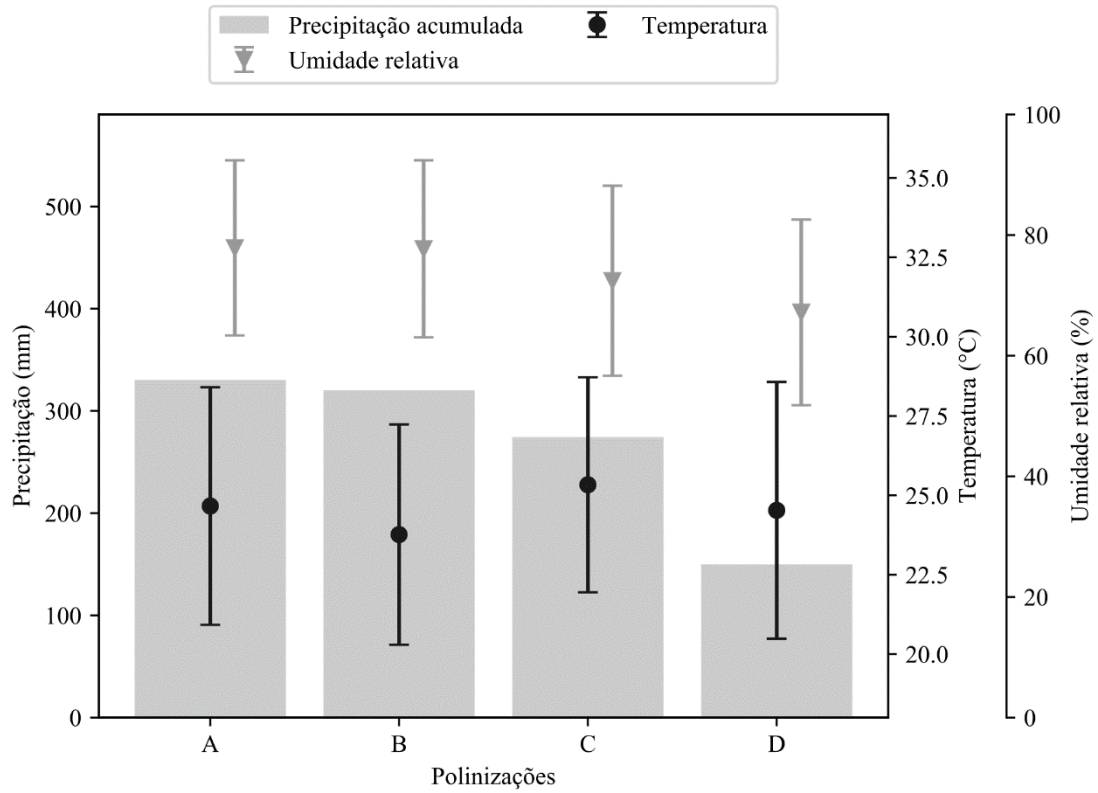 Precipitação acumulada
Temperatura
Umidade relativa
Precipitação (mm)
500
400
300
200
100
0
35.0
32.5
30.0
27.5
25.0
22.5
20.0
Temperatura (°C)
100
80
60
40
20
0
Umidade relativa (%)
A B C D
Polinizações